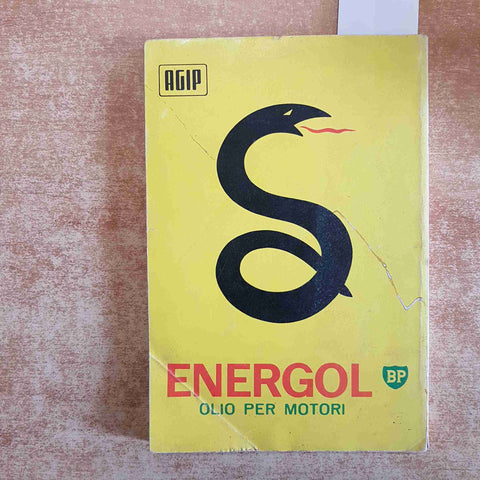 AGIP
ENERGOL BP
OLIO PER MOTORI